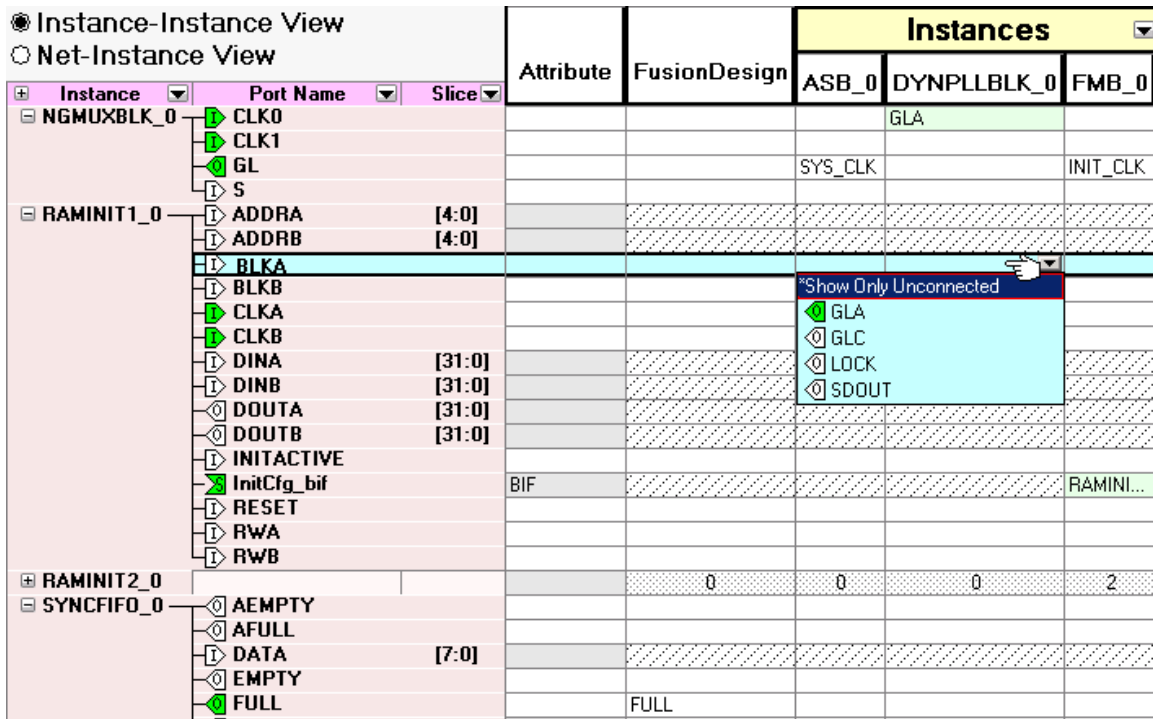 Instance-Instance View
Net-Instance View
Instances
Attribute FusionDesign ASB_0 DYNPLLBLK_0 FMB_0
Instance Port Name Slice
NGMUXBLK_0 I CLK0 GLA
I CLK1
O GL SYS_CLK INIT_CLK
I S
RAMINIT1_0 I ADDRA [4:0]
I ADDRB [4:0]
I BLKA
I BLKB *Show Only Unconnected
I CLKA O GLA
I CLKB O GLC
I DINA [31:0] O LOCK
I DINB [31:0] O SDOUT
O DOUTA [31:0]
O DOUTB [31:0]
I INITACTIVE
S InitCfg_bif BIF RAMINI...
I RESET
I RWA
I RWB
RAMINIT2_0 0 0 0 2
SYNCFIFO_0 O AEMPTY
O AFULL
I DATA [7:0]
O EMPTY
O FULL FULL